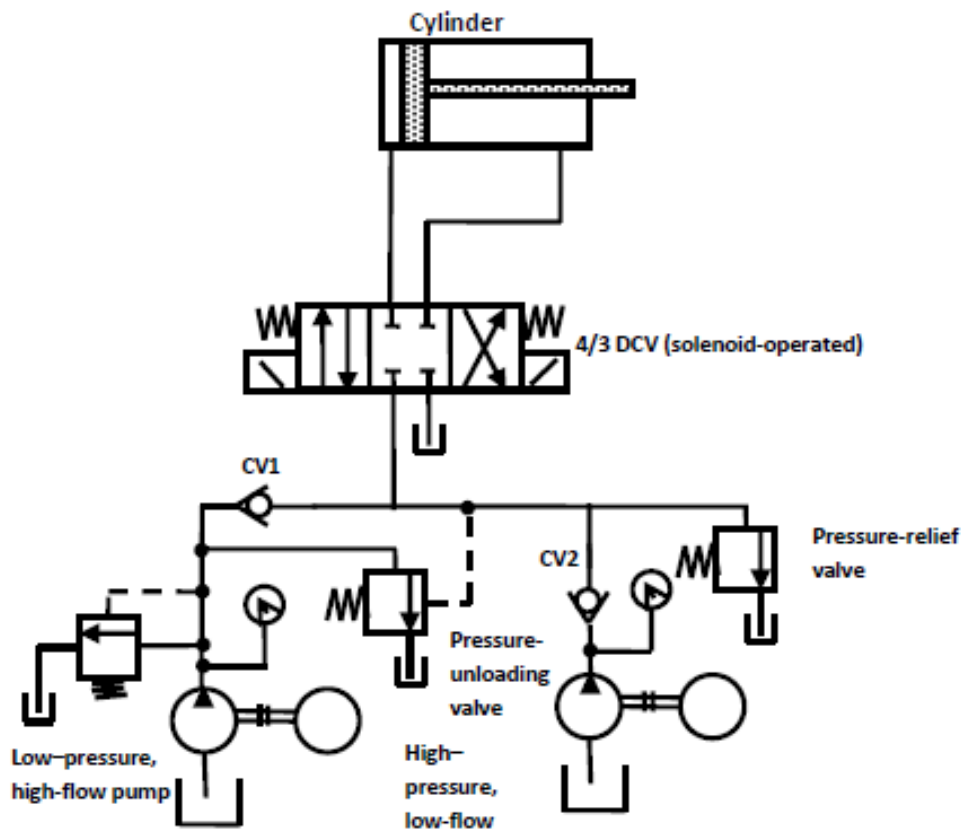 Cylinder
4/3 DCV (solenoid-operated)
CV1
CV2
Pressure-relief
valve
Pressure-
unloading
valve
Low–pressure,
high-flow pump
High–
pressure,
low-flow